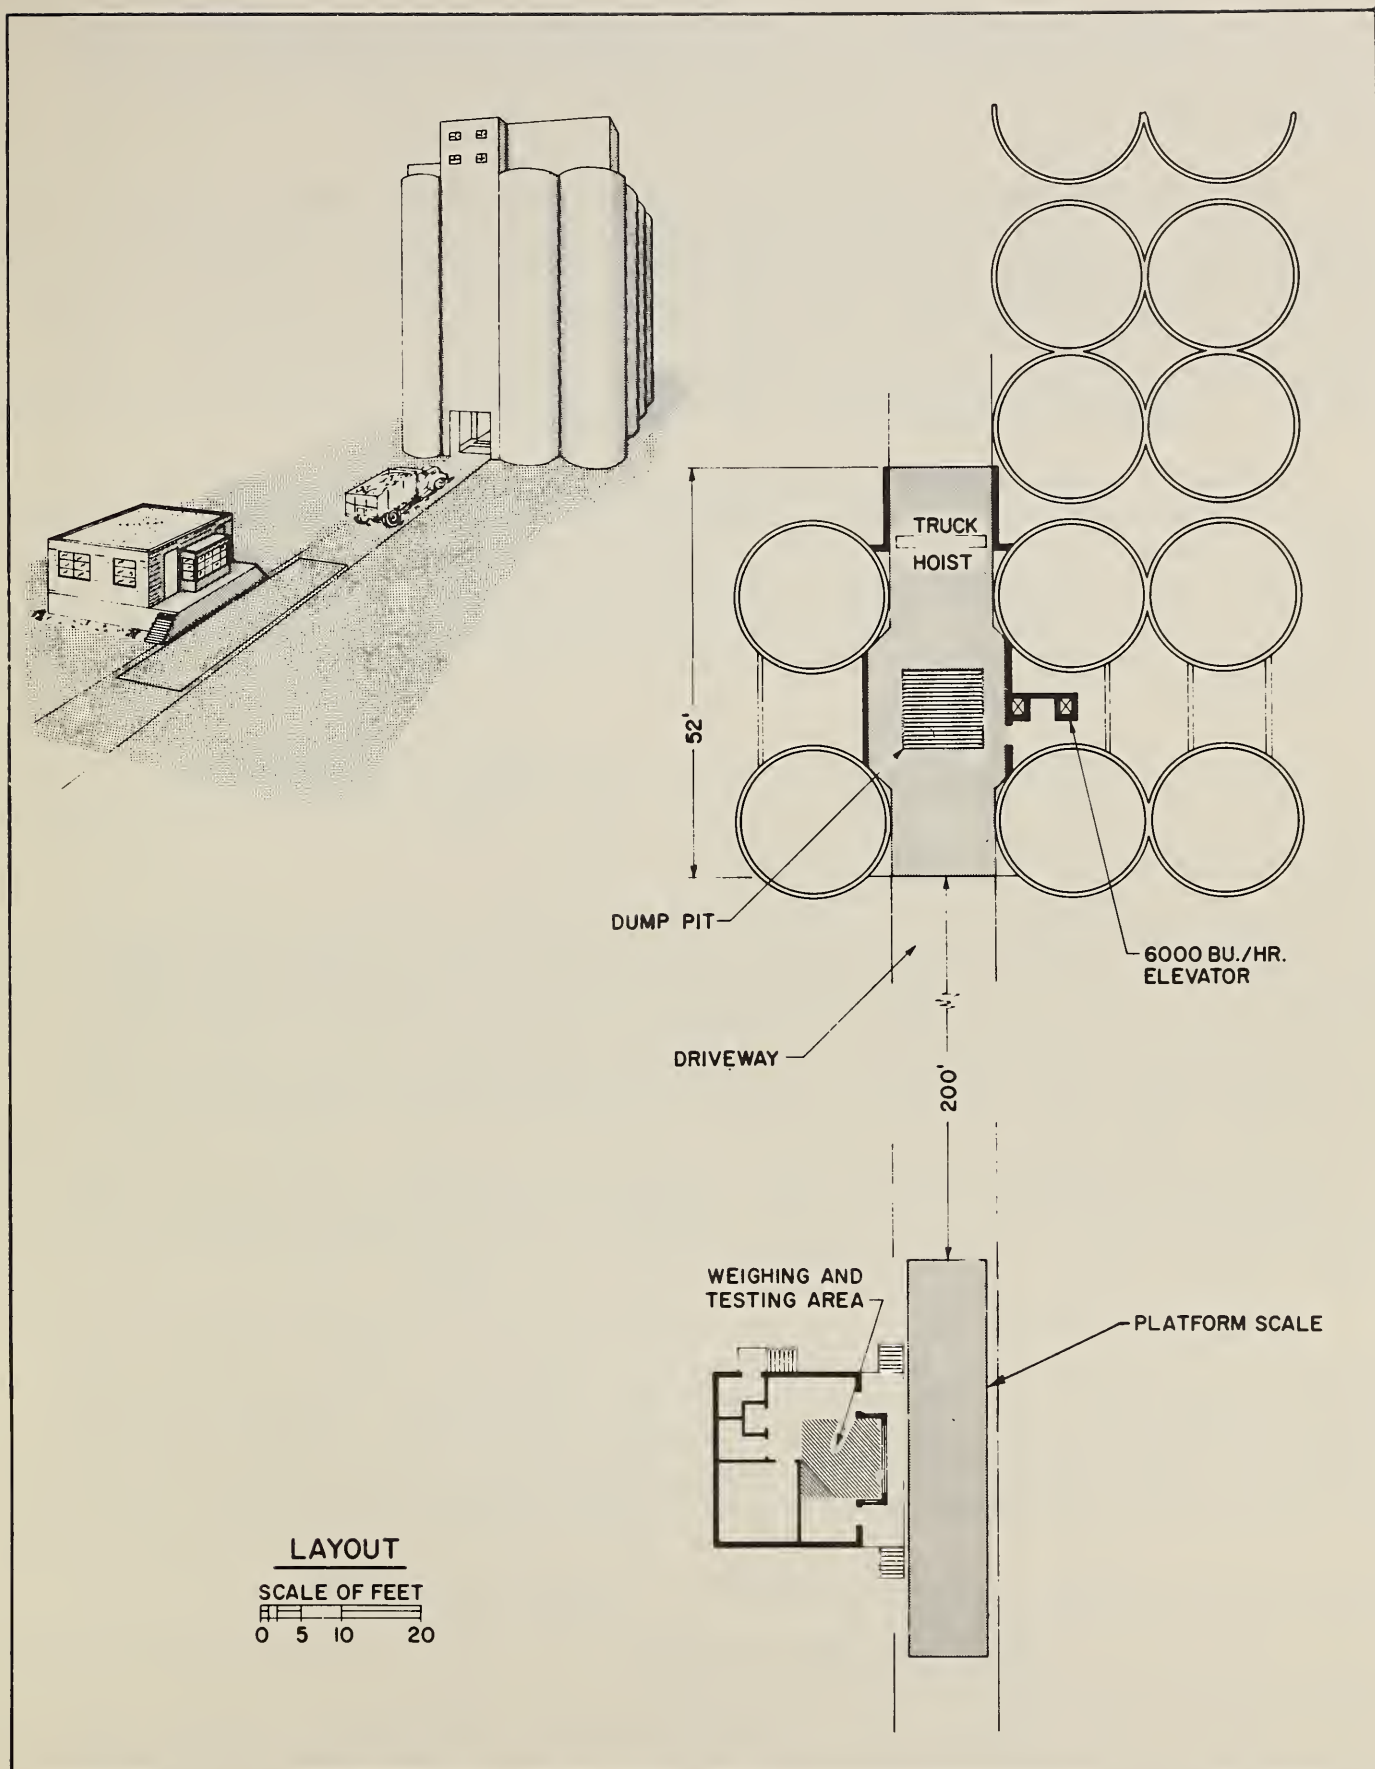 TRUCK
HOIST
52'
DUMP PIT
6000 BU./HR.
ELEVATOR
DRIVEWAY
200'
WEIGHING AND
TESTING AREA
PLATFORM SCALE
LAYOUT
SCALE OF FEET
0 5 10 20